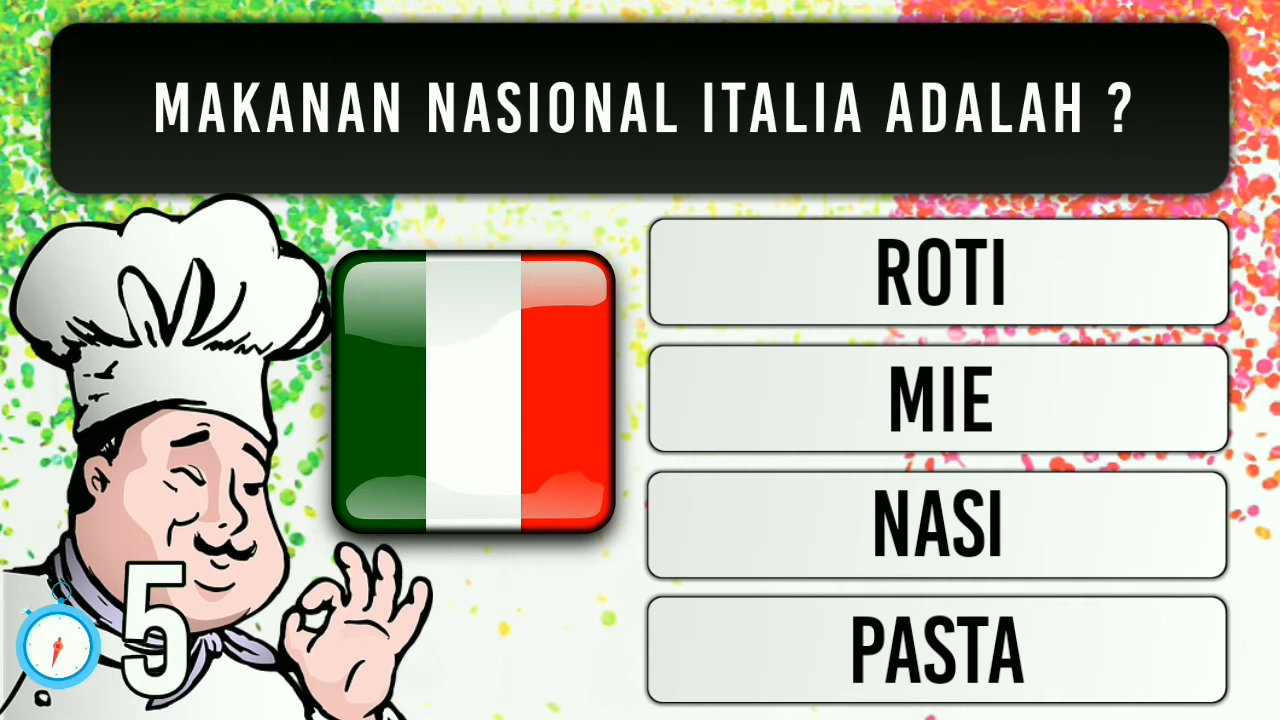 MAKANAN NASIONAL ITALIA ADALAH ?
ROTI
MIE
NASI
PASTA
5